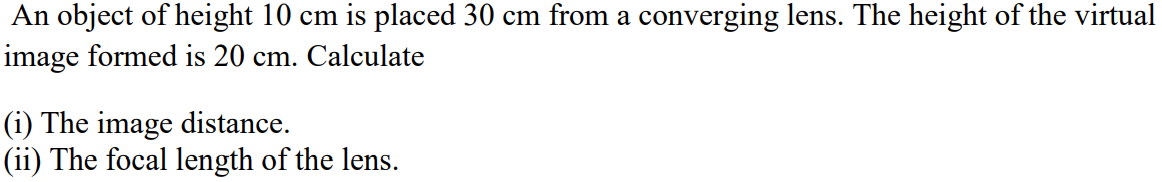 An object of height 10 cm is placed 30 cm from a converging lens. The height of the virtual
image formed is 20 cm. Calculate
(i) The image distance.
(ii) The focal length of the lens.